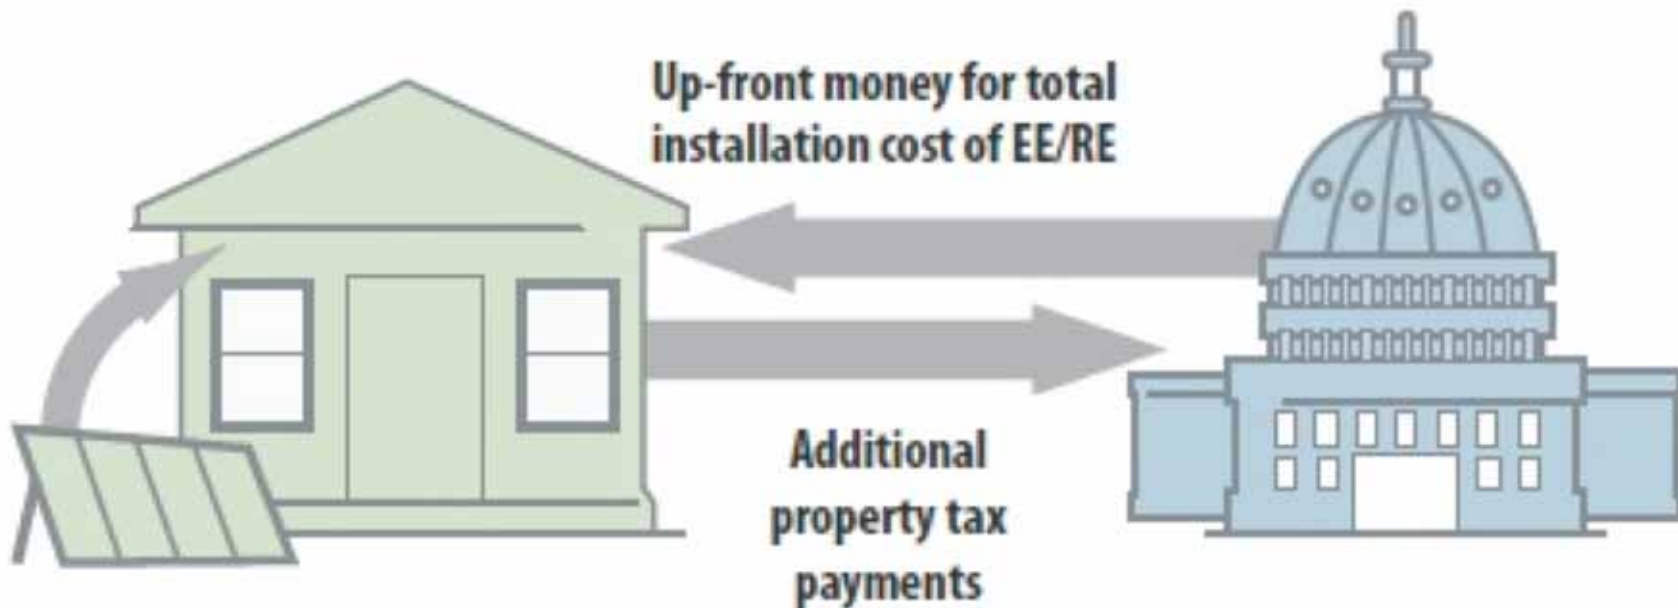 Up-front money for total
installation cost of EE/RE
Additional
property tax
payments